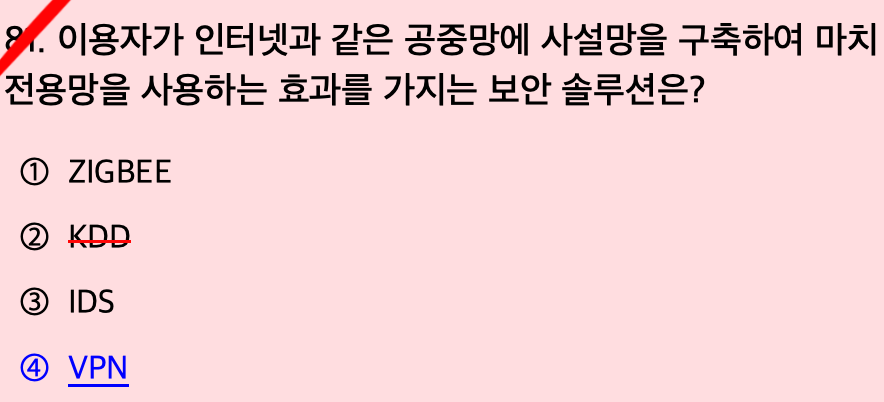 81. 이용자가 인터넷과 같은 공중망에 사설망을 구축하여 마치
전용망을 사용하는 효과를 가지는 보안 솔루션은?
① ZIGBEE
② KDD
③ IDS
④ VPN